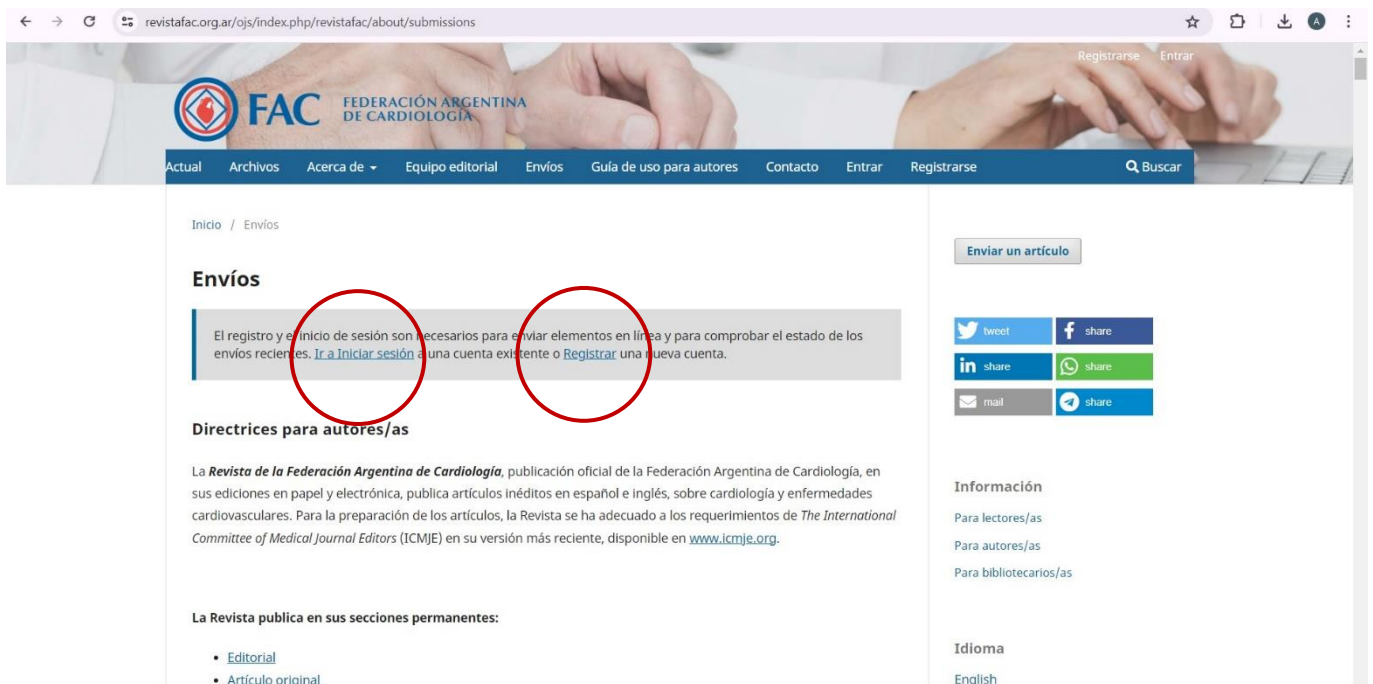 revistafac.org.ar/ojs/index.php/revistafac/about/submissions
A
Registrarse Entrar
FAC FEDERACIÓN ARGENTINA
DE CARDIOLOGÍA
Actual Archivos Acerca de Equipo editorial Envíos Guía de uso para autores Contacto Entrar Registrarse Buscar
Inicio / Envíos
Envíos
El registro y el inicio de sesión son necesarios para enviar elementos en línea y para comprobar el estado de los
envíos recientes. Ir a Iniciar sesión a una cuenta existente o Registrar una nueva cuenta.
Directrices para autores/as
La Revista de la Federación Argentina de Cardiología, publicación oficial de la Federación Argentina de Cardiología, en
sus ediciones en papel y electrónica, publica artículos inéditos en español e inglés, sobre cardiología y enfermedades
cardiovasculares. Para la preparación de los artículos, la Revista se ha adecuado a los requerimientos de The International
Committee of Medical Journal Editors (ICMJE) en su versión más reciente, disponible en www.icmje.org.
La Revista publica en sus secciones permanentes:
• Editorial
• Artículo original
Enviar un artículo
tweet share
in share share
mail share
Información
Para lectores/as
Para autores/as
Para bibliotecarios/as
Idioma
English